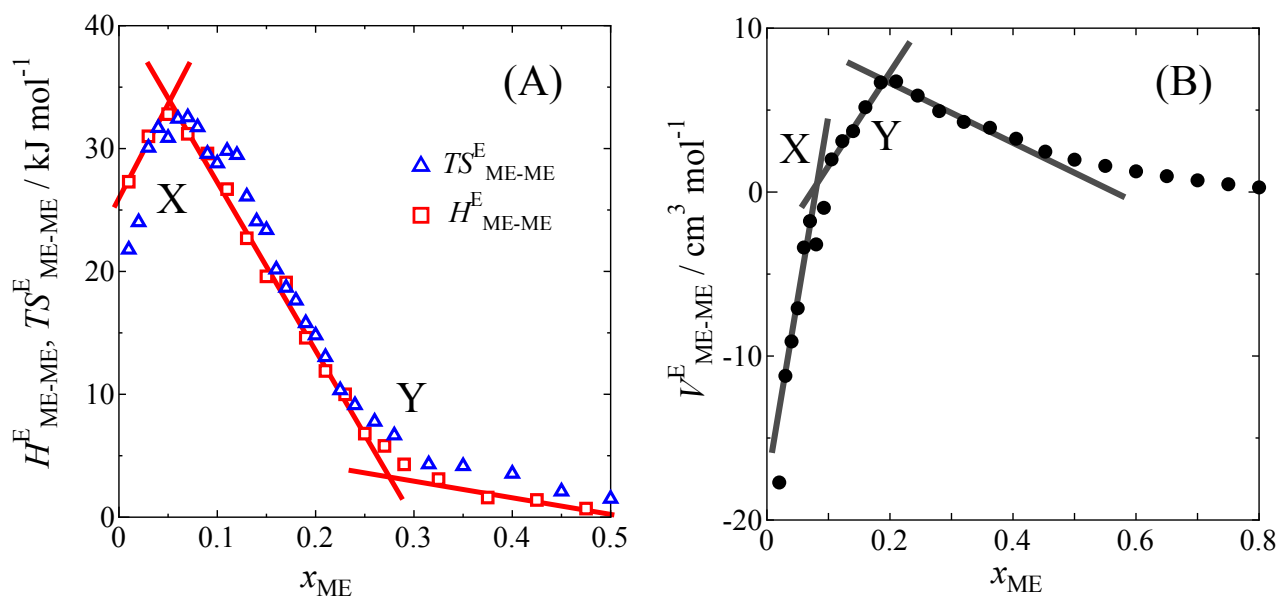 H^E_ME-ME, TS^E_ME-ME / kJ mol^-1
40
30
20
10
0
0
0.1
0.2
0.3
0.4
0.5
x_ME
(A)
X
Y
TS^E_ME-ME
H^E_ME-ME
V^E_ME-ME / cm^3 mol^-1
10
0
-10
-20
0
0.2
0.4
0.6
0.8
x_ME
(B)
X
Y